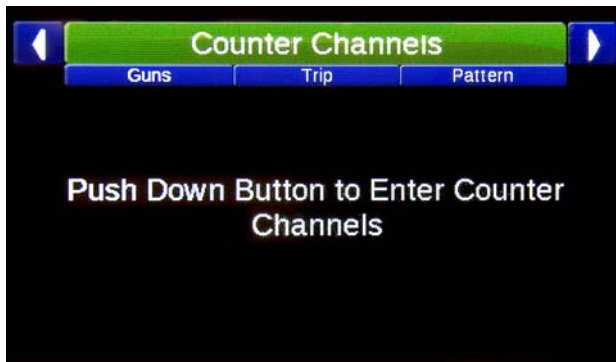 Counter Channels
Guns Trip Pattern
Push Down Button to Enter Counter
Channels